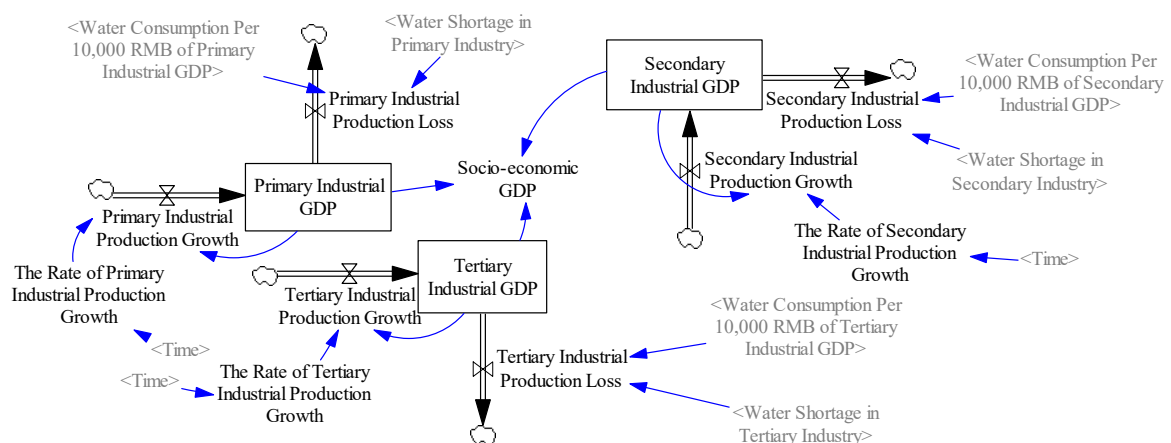 <Water Consumption Per
10,000 RMB of Primary
Industrial GDP>
<Water Shortage in
Primary Industry>
Primary Industrial
Production Loss
Primary Industrial
GDP
Primary Industrial
Production Growth
The Rate of Primary
Industrial Production
Growth
<Time>
Socio-economic
GDP
Secondary
Industrial GDP
Secondary Industrial
Production Loss
<Water Consumption Per
10,000 RMB of Secondary
Industrial GDP>
<Water Shortage in
Secondary Industry>
Secondary Industrial
Production Growth
The Rate of Secondary
Industrial Production
Growth
<Time>
Tertiary
Industrial GDP
Tertiary Industrial
Production Growth
<Time>
The Rate of Tertiary
Industrial Production
Growth
Tertiary Industrial
Production Loss
<Water Consumption Per
10,000 RMB of Tertiary
Industrial GDP>
<Water Shortage in
Tertiary Industry>